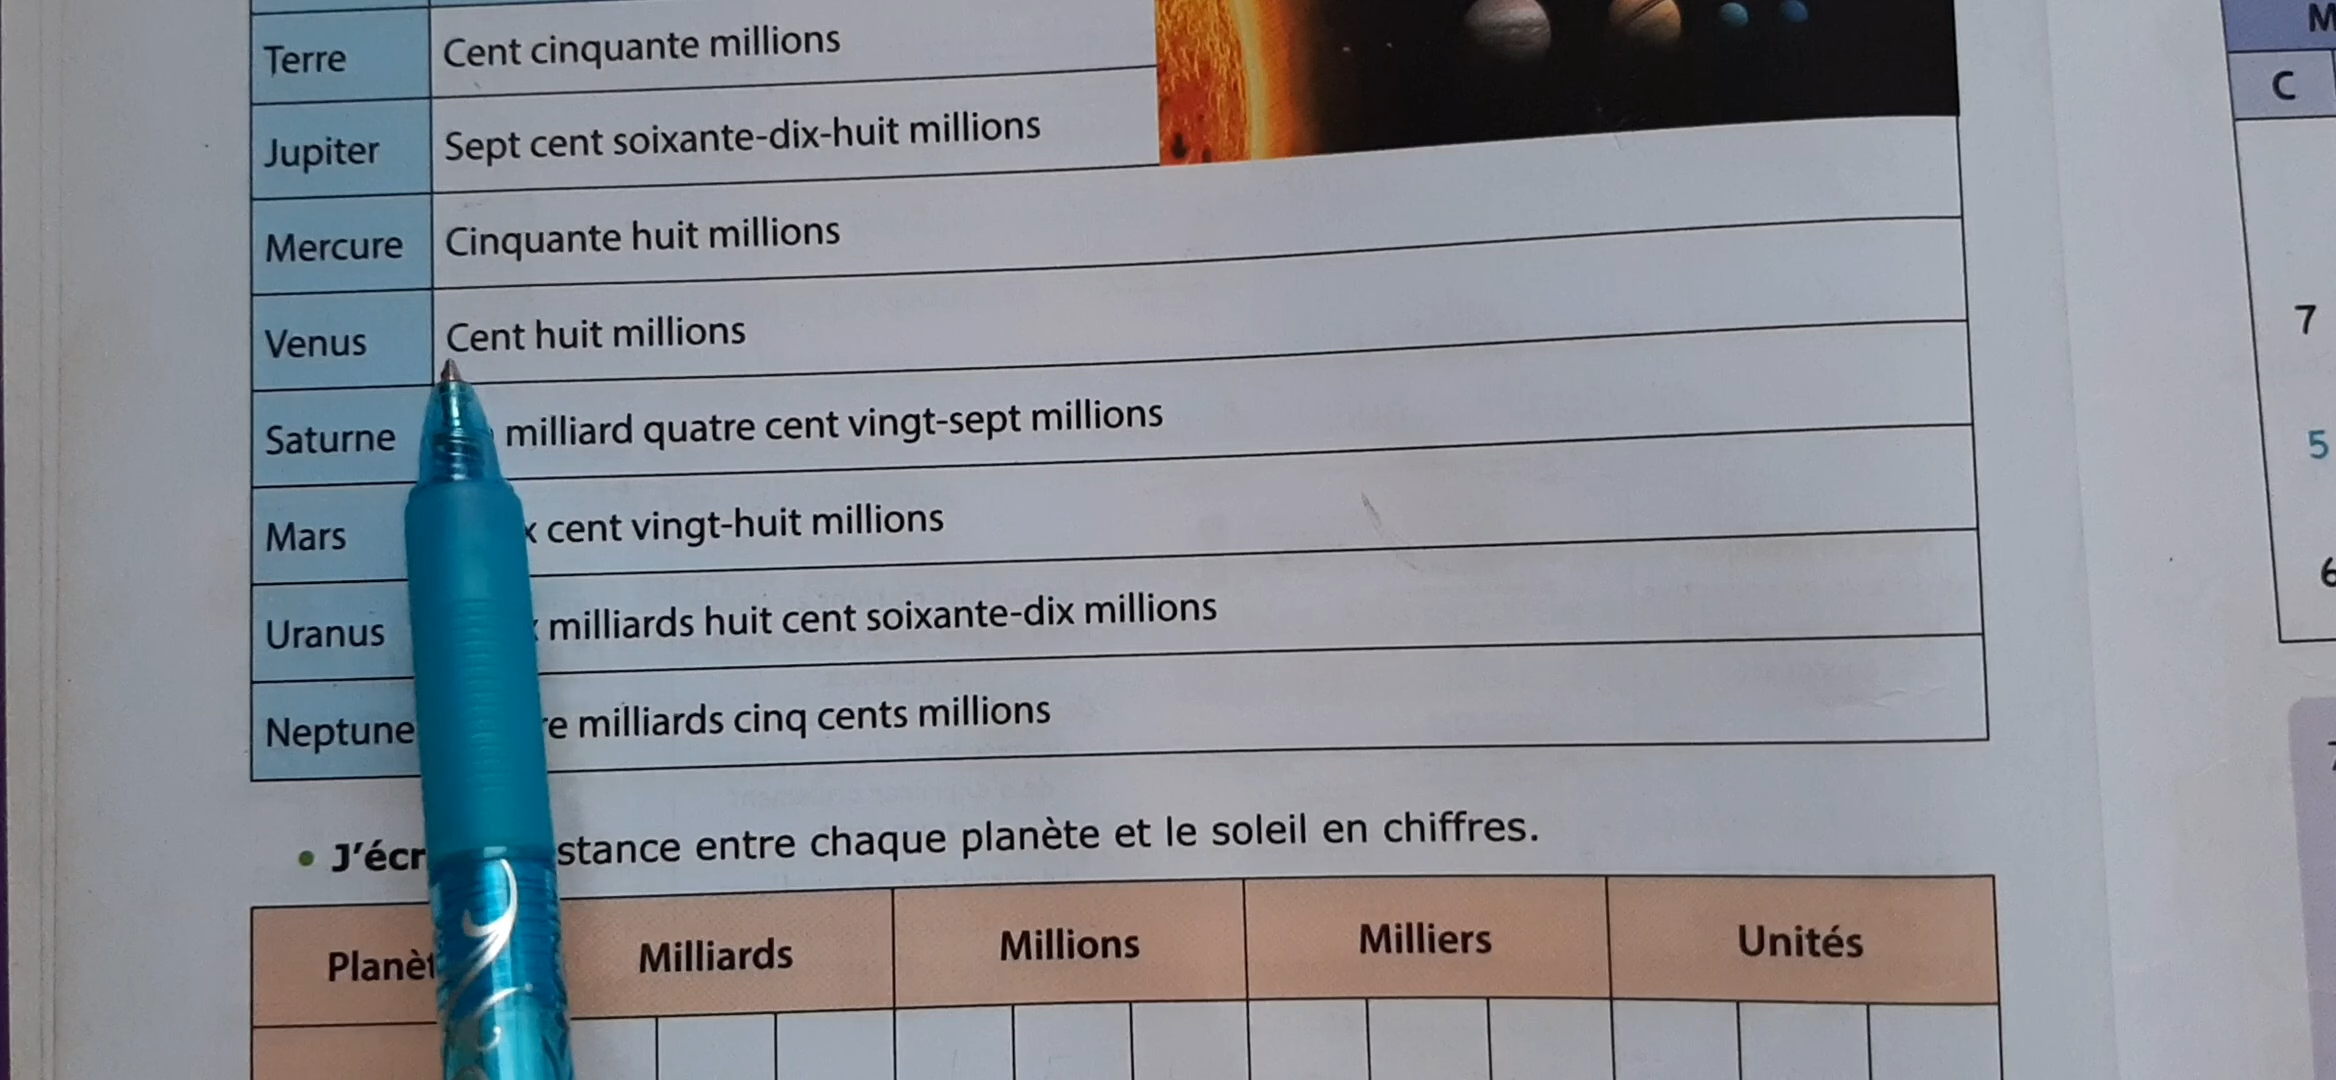 Terre Cent cinquante millions
Jupiter Sept cent soixante-dix-huit millions
Mercure Cinquante huit millions
Venus Cent huit millions
Saturne milliard quatre cent vingt-sept millions
Mars cent vingt-huit millions
Uranus milliards huit cent soixante-dix millions
Neptune milliards cinq cents millions
• entre chaque planète et le soleil en chiffres.
Milliards Millions Milliers Unités
C
7
5